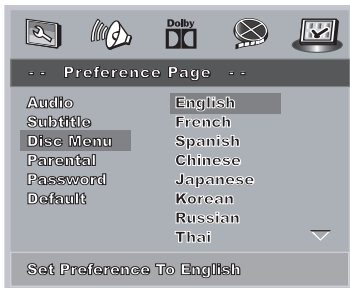 Dolby
-- Preference Page --
Audio English
Subtitle French
Disc Menu Spanish
Parental Chinese
Password Japanese
Default Korean
Russian
Thai
Set Preference To English